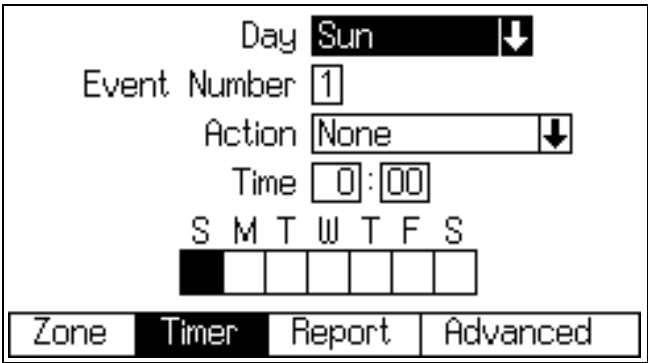 Day Sun
Event Number 1
Action None
Time 0:00
S M T W T F S
Zone Timer Report Advanced